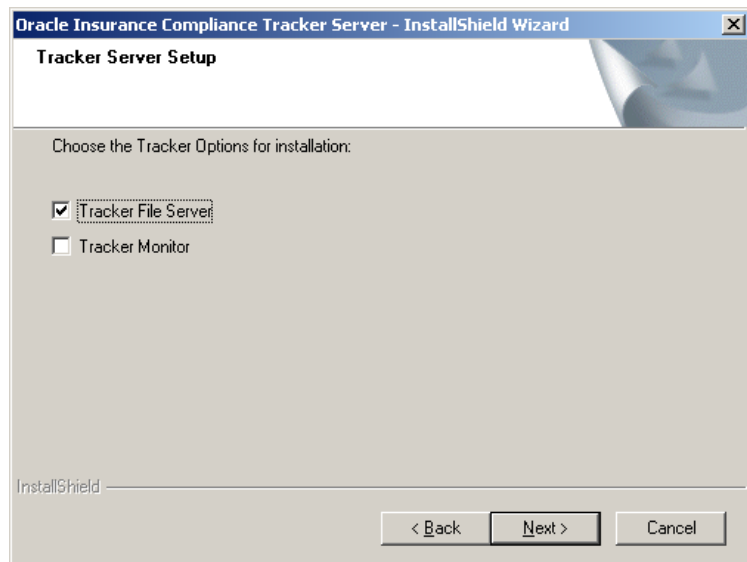 Oracle Insurance Compliance Tracker Server - InstallShield Wizard
Tracker Server Setup
Choose the Tracker Options for installation:
Tracker File Server
Tracker Monitor
InstallShield
< Back Next > Cancel